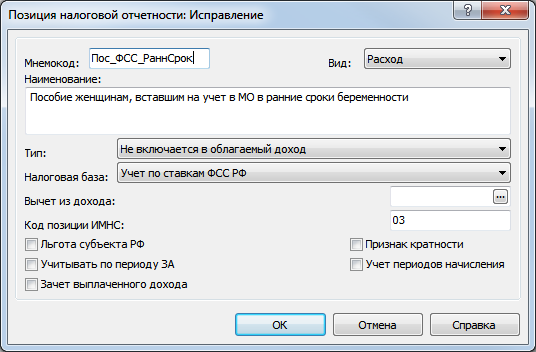 Позиция налоговой отчетности: Исправление
Мнемокод: Пос_ФСС_РаннСрок Вид: Расход
Наименование:
Пособие женщинам, вставшим на учет в МО в ранние сроки беременности
Тип: Не включается в облагаемый доход
Налоговая база: Учет по ставкам ФСС РФ
Вычет из дохода: ...
Код позиции ИМНС: 03
Льгота субъекта РФ Признак кратности
Учитывать по периоду ЗА Учет периодов начисления
Зачет выплаченного дохода
ОК Отмена Справка